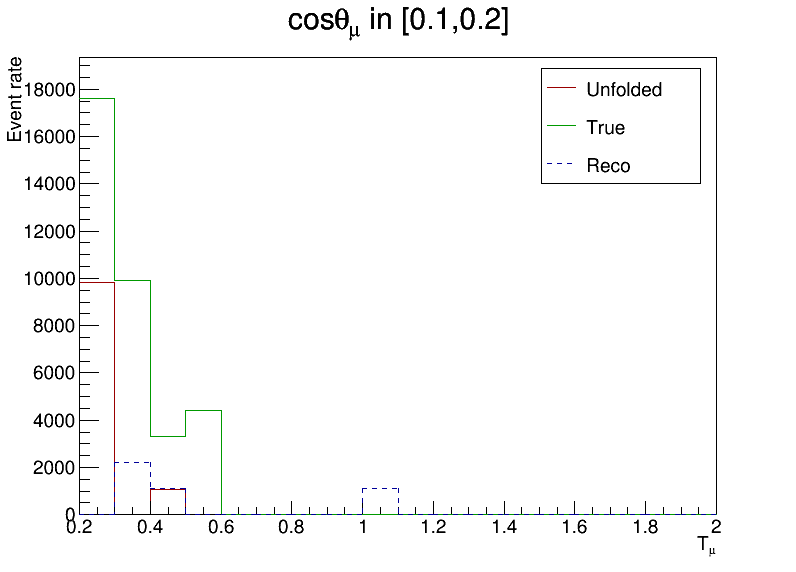 cosθμ in [0.1,0.2]
Event rate
18000
16000
14000
12000
10000
8000
6000
4000
2000
0
0.2 0.4 0.6 0.8 1 1.2 1.4 1.6 1.8 2
Tμ
Unfolded
True
Reco